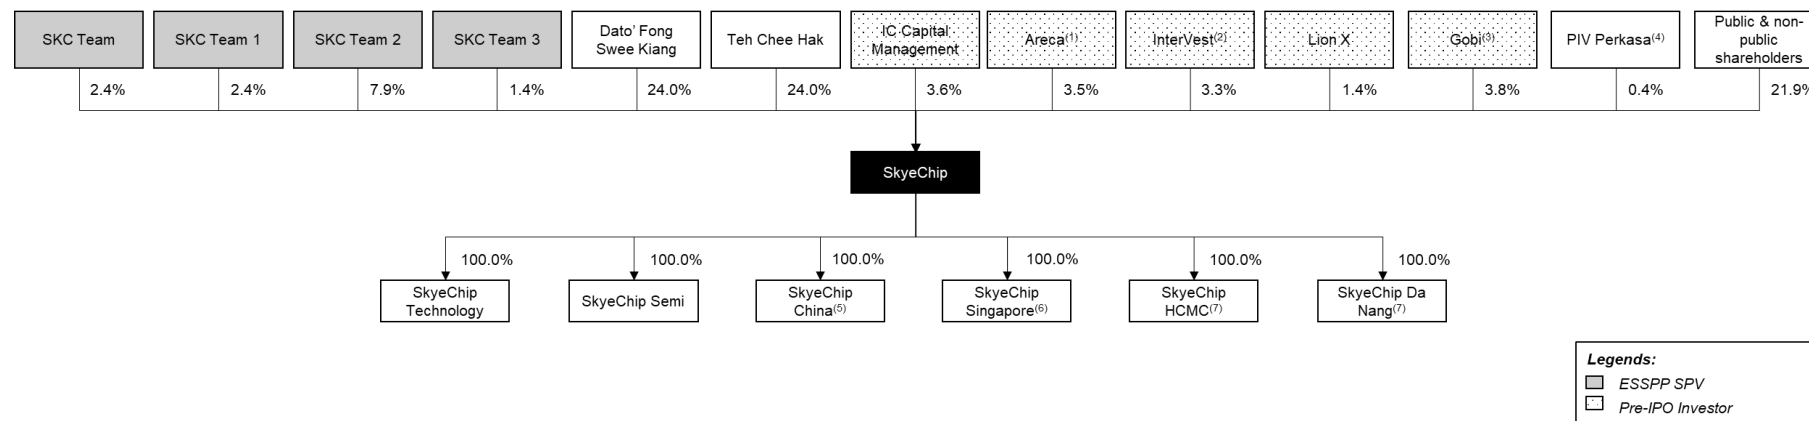 SKC Team
SKC Team 1
SKC Team 2
SKC Team 3
Dato’ Fong
Swee Kiang
Teh Chee Hak
IC Capital
Management
Areca(1)
InterVest(2)
Lion X
Gobi(3)
PIV Perkasa(4)
Public & non-
public
shareholders
2.4%
2.4%
7.9%
1.4%
24.0%
24.0%
3.6%
3.5%
3.3%
1.4%
3.8%
0.4%
21.9%
SkyeChip
100.0%
100.0%
100.0%
100.0%
100.0%
100.0%
SkyeChip
Technology
SkyeChip Semi
SkyeChip
China(5)
SkyeChip
Singapore(6)
SkyeChip
HCMC(7)
SkyeChip Da
Nang(7)
Legends:
ESSPP SPV
Pre-IPO Investor